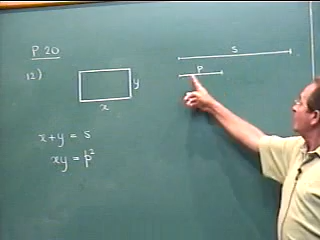 P.20
12)
y
x
s
p
x+y = s
xy = p²